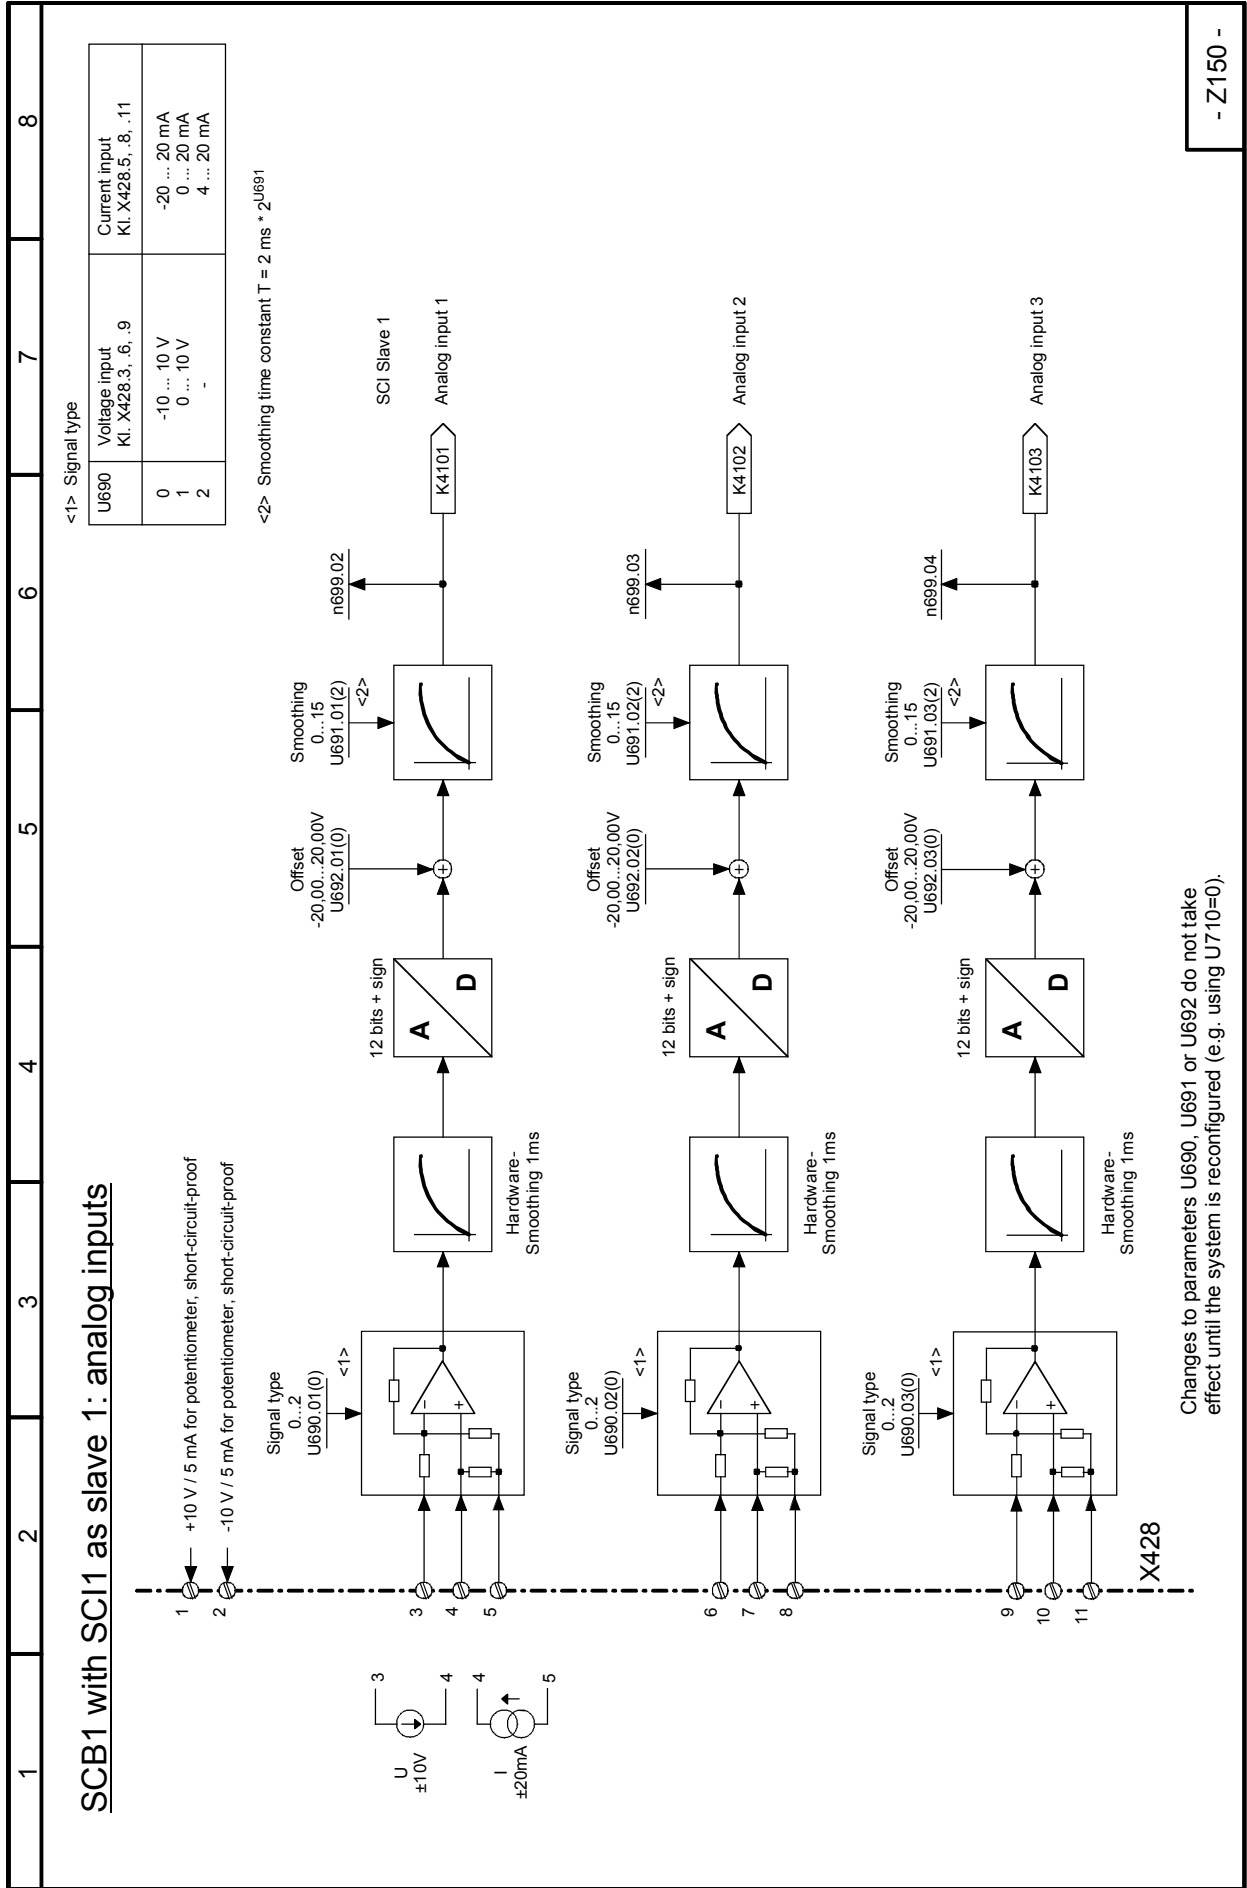 1
2
3
4
5
6
7
8
SCB1 with SCI1 as slave 1: analog inputs
<1> Signal type
U690
Voltage input
Kl. X428.3, .6, .9
Current input
Kl. X428.5, .8, .11
0
-10 ... 10 V
-20 ... 20 mA
1
0 ... 10 V
0 ... 20 mA
2
-
4 ... 20 mA
<2> Smoothing time constant T = 2 ms * 2^U691
1
+10 V / 5 mA for potentiometer, short-circuit-proof
2
-10 V / 5 mA for potentiometer, short-circuit-proof
U
±10V
3
4
I
±20mA
4
5
3
4
5
Signal type
0...2
U690.01(0)
<1>
-
+
Hardware-
Smoothing 1ms
12 bits + sign
A
D
Offset
-20,00...20,00V
U692.01(0)
+
Smoothing
0...15
U691.01(2)
<2>
n699.02
K4101
SCI Slave 1
Analog input 1
6
7
8
Signal type
0...2
U690.02(0)
<1>
-
+
Hardware-
Smoothing 1ms
12 bits + sign
A
D
Offset
-20,00...20,00V
U692.02(0)
+
Smoothing
0...15
U691.02(2)
<2>
n699.03
K4102
Analog input 2
9
10
11
Signal type
0...2
U690.03(0)
<1>
-
+
Hardware-
Smoothing 1ms
12 bits + sign
A
D
Offset
-20,00...20,00V
U692.03(0)
+
Smoothing
0...15
U691.03(2)
<2>
n699.04
K4103
Analog input 3
X428
Changes to parameters U690, U691 or U692 do not take
effect until the system is reconfigured (e.g. using U710=0).
- Z150 -